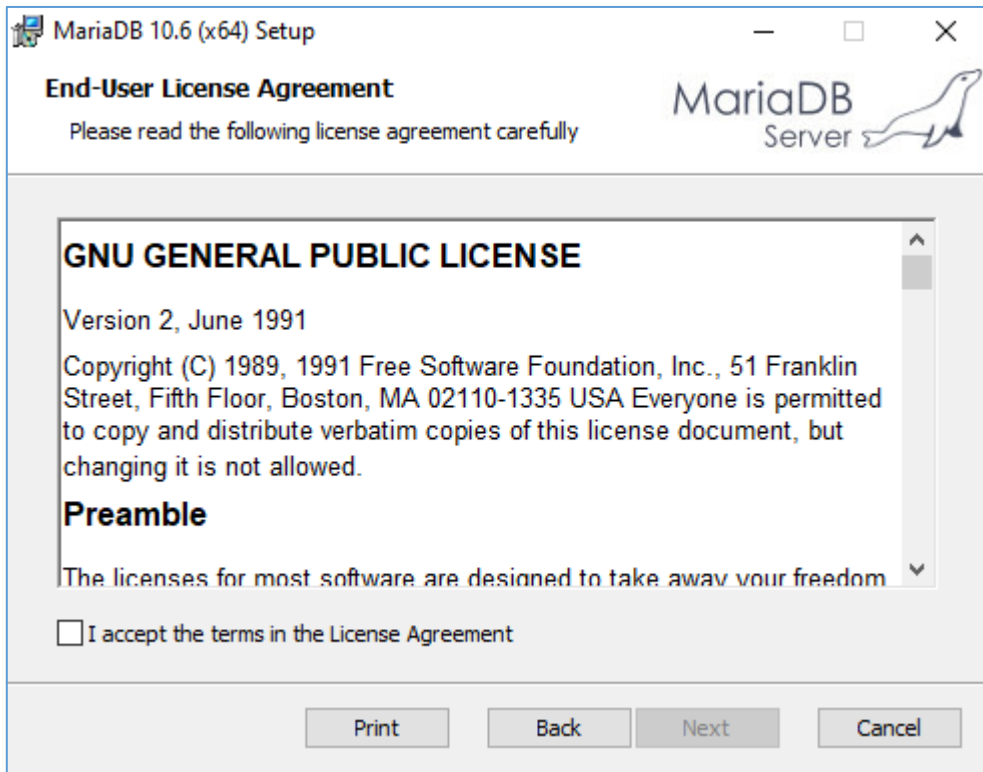 MariaDB 10.6 (x64) Setup
End-User License Agreement
Please read the following license agreement carefully
MariaDB
Server
GNU GENERAL PUBLIC LICENSE
Version 2, June 1991
Copyright (C) 1989, 1991 Free Software Foundation, Inc., 51 Franklin
Street, Fifth Floor, Boston, MA 02110-1335 USA Everyone is permitted
to copy and distribute verbatim copies of this license document, but
changing it is not allowed.
Preamble
The licenses for most software are designed to take away your freedom
I accept the terms in the License Agreement
Print Back Next Cancel